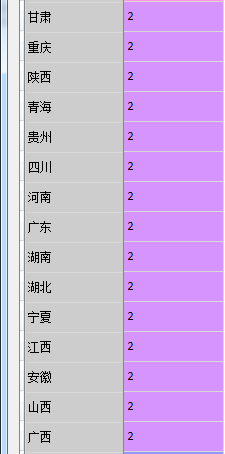 甘肃 2
重庆 2
陕西 2
青海 2
贵州 2
四川 2
河南 2
广东 2
湖南 2
湖北 2
宁夏 2
江西 2
安徽 2
山西 2
广西 2